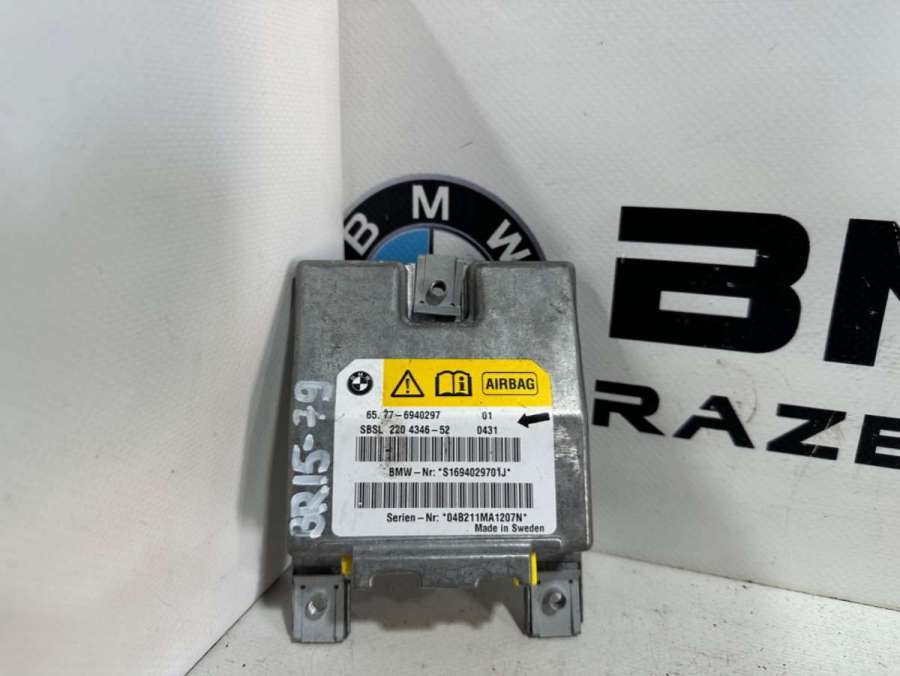 BMW
BM
RAZE
BR15-79
BMW
AIRBAG
65.77-6940297 01
SBSL 220 4346-52 0431
BMW-Nr: *S1694029701J*
Serien-Nr: *04B211MA1207N*
Made in Sweden